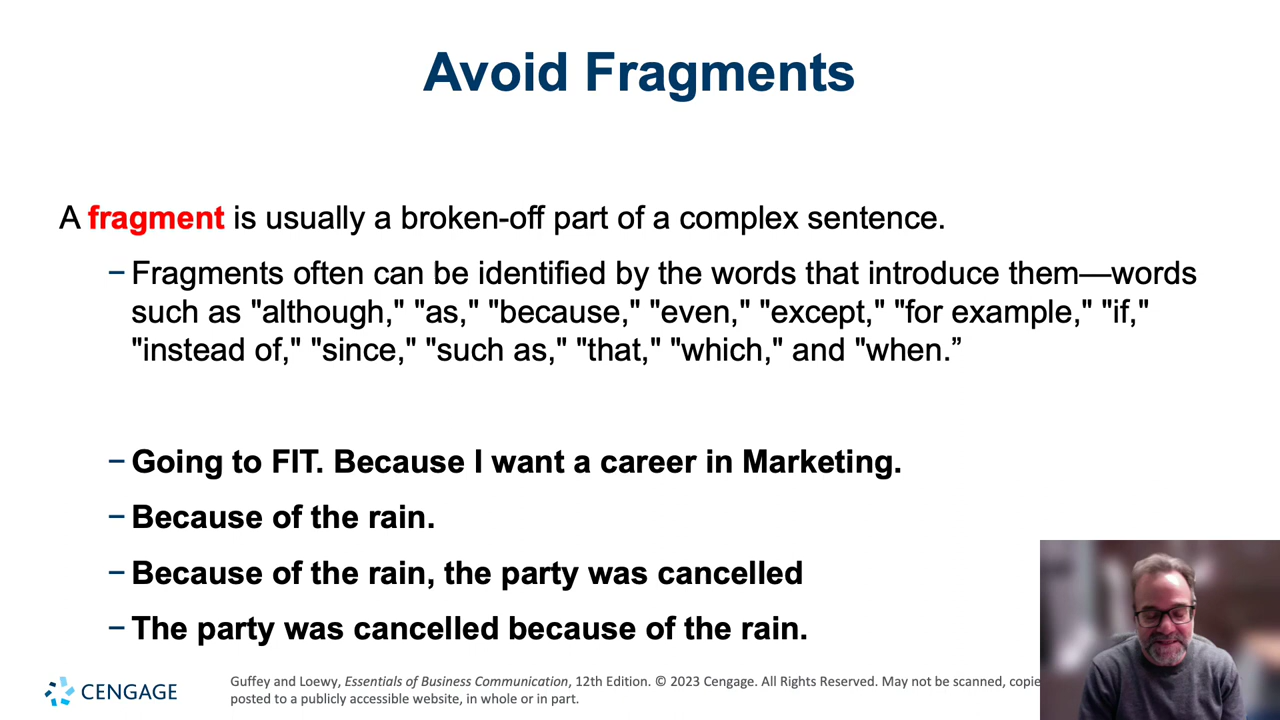 Avoid Fragments
A fragment is usually a broken-off part of a complex sentence.
– Fragments often can be identified by the words that introduce them—words
such as "although," "as," "because," "even," "except," "for example," "if,"
"instead of," "since," "such as," "that," "which," and "when.”
– Going to FIT. Because I want a career in Marketing.
– Because of the rain.
– Because of the rain, the party was cancelled
– The party was cancelled because of the rain.
CENGAGE
Guffey and Loewy, Essentials of Business Communication, 12th Edition. © 2023 Cengage. All Rights Reserved. May not be scanned, copie
posted to a publicly accessible website, in whole or in part.